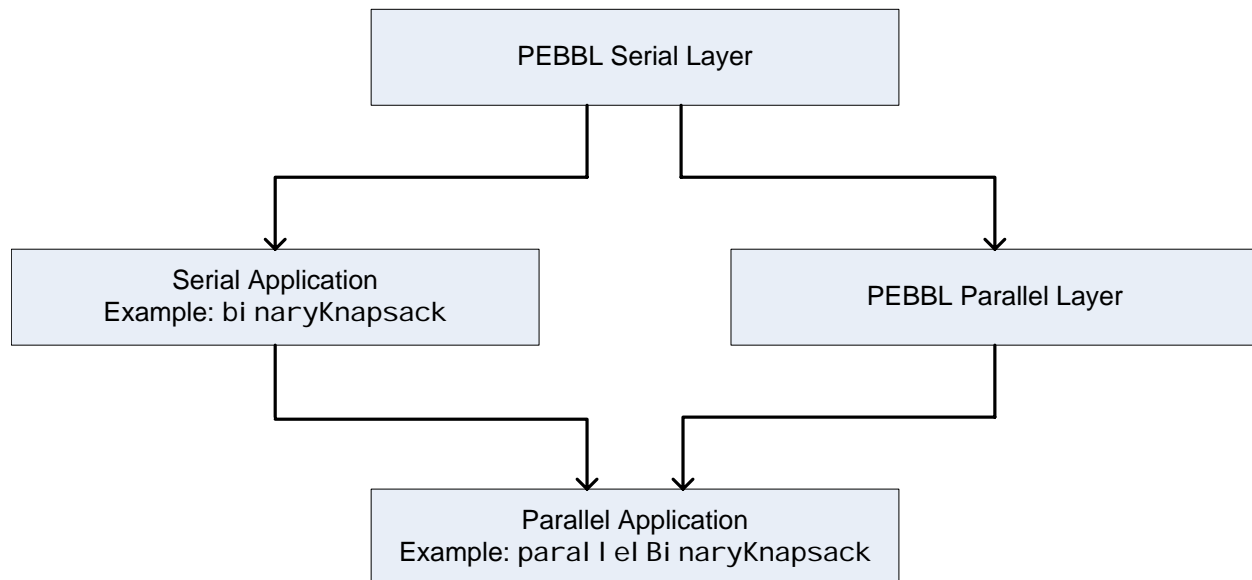 PEBBL Serial Layer
Serial Application
Example: binaryKnapsack
PEBBL Parallel Layer
Parallel Application
Example: parallelBinaryKnapsack